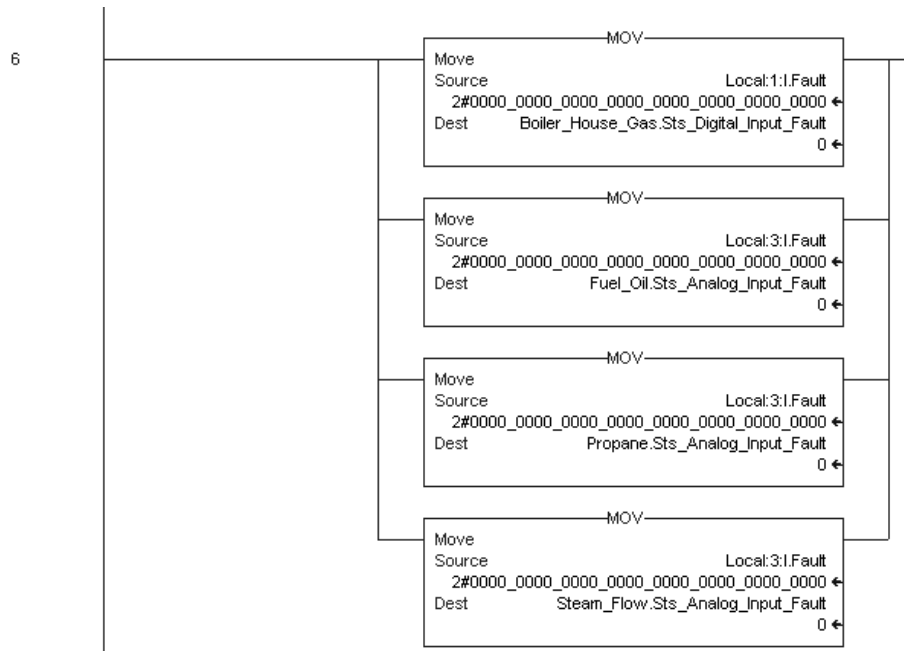 6
MOV
Move
Source Local:1:I.Fault
2#0000_0000_0000_0000_0000_0000_0000_0000
Dest Boiler_House_Gas.Sts_Digital_Input_Fault
0
MOV
Move
Source Local:3:I.Fault
2#0000_0000_0000_0000_0000_0000_0000_0000
Dest Fuel_Oil.Sts_Analog_Input_Fault
0
MOV
Move
Source Local:3:I.Fault
2#0000_0000_0000_0000_0000_0000_0000_0000
Dest Propane.Sts_Analog_Input_Fault
0
MOV
Move
Source Local:3:I.Fault
2#0000_0000_0000_0000_0000_0000_0000_0000
Dest Steam_Flow.Sts_Analog_Input_Fault
0